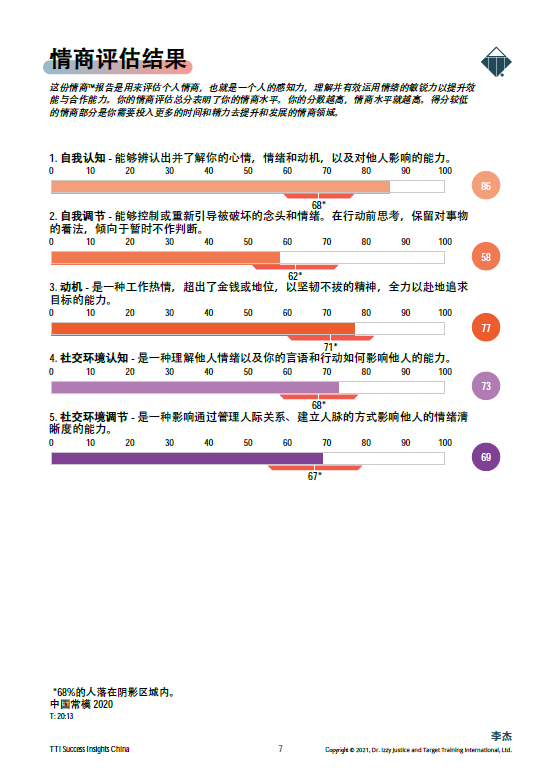 情商评估结果
这份情商™报告是用来评估个人情商，也就是一个人的感知力，理解并有效运用情绪的敏锐力以提升效
能与合作能力。你的情商评估总分表明了你的情商水平。你的分数越高，情商水平就越高。得分较低
的情商部分是你需要投入更多的时间和精力去提升和发展的情商领域。
1. 自我认知 - 能够辨认出并了解你的心情，情绪和动机，以及对他人影响的能力。
0 10 20 30 40 50 60 70 80 90 100
86
68*
2. 自我调节 - 能够控制或重新引导被破坏的念头和情绪。在行动前思考，保留对事物
的看法，倾向于暂时不作判断。
0 10 20 30 40 50 60 70 80 90 100
58
62*
3. 动机 - 是一种工作热情，超出了金钱或地位，以坚韧不拔的精神，全力以赴地追求
目标的能力。
0 10 20 30 40 50 60 70 80 90 100
77
71*
4. 社交环境认知 - 是一种理解他人情绪以及你的言语和行动如何影响他人的能力。
0 10 20 30 40 50 60 70 80 90 100
73
68*
5. 社交环境调节 - 是一种影响通过管理人际关系、建立人脉的方式影响他人的情绪清
晰度的能力。
0 10 20 30 40 50 60 70 80 90 100
69
67*
*68%的人落在阴影区域内。
中国常模 2020
T: 20:13
李杰
TTI Success Insights China
7
Copyright © 2021, Dr. Izzy Justice and Target Training International, Ltd.